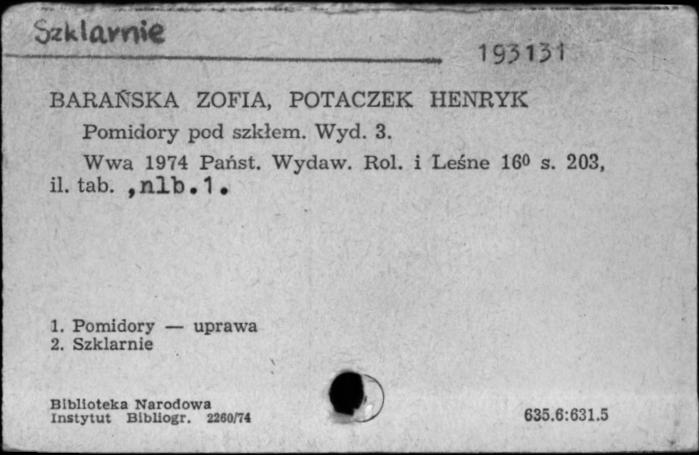 Szklarnie
193131
BARAŃSKA ZOFIA, POTACZEK HENRYK
Pomidory pod szkłem. Wyd. 3.
Wwa 1974 Państ. Wydaw. Rol. i Leśne 16⁰ s. 203,
il. tab. ,nlb.1.
1. Pomidory — uprawa
2. Szklarnie
Biblioteka Narodowa
Instytut Bibliogr. 2260/74
635.6:631.5